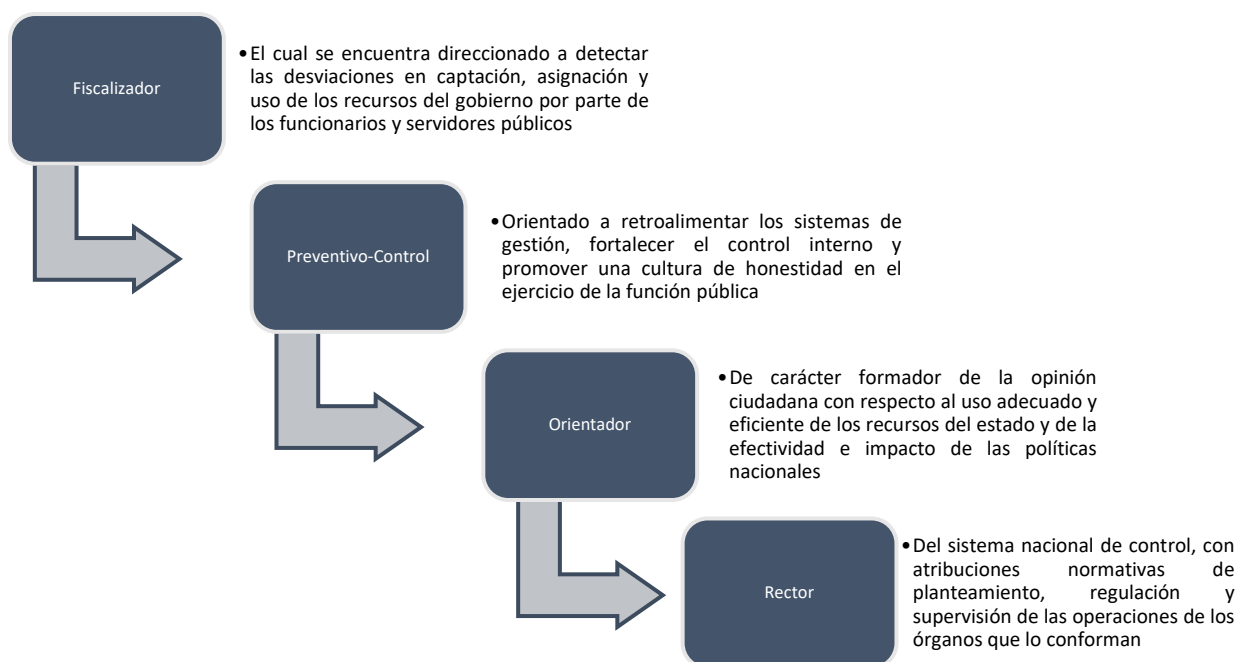 Fiscalizador
•El cual se encuentra direccionado a detectar
las desviaciones en captación, asignación y
uso de los recursos del gobierno por parte de
los funcionarios y servidores públicos
Preventivo-Control
•Orientado a retroalimentar los sistemas de
gestión, fortalecer el control interno y
promover una cultura de honestidad en el
ejercicio de la función pública
Orientador
•De carácter formador de la opinión
ciudadana con respecto al uso adecuado y
eficiente de los recursos del estado y de la
efectividad e impacto de las políticas
nacionales
Rector
•Del sistema nacional de control, con
atribuciones normativas de
planteamiento, regulación y
supervisión de las operaciones de los
órganos que lo conforman